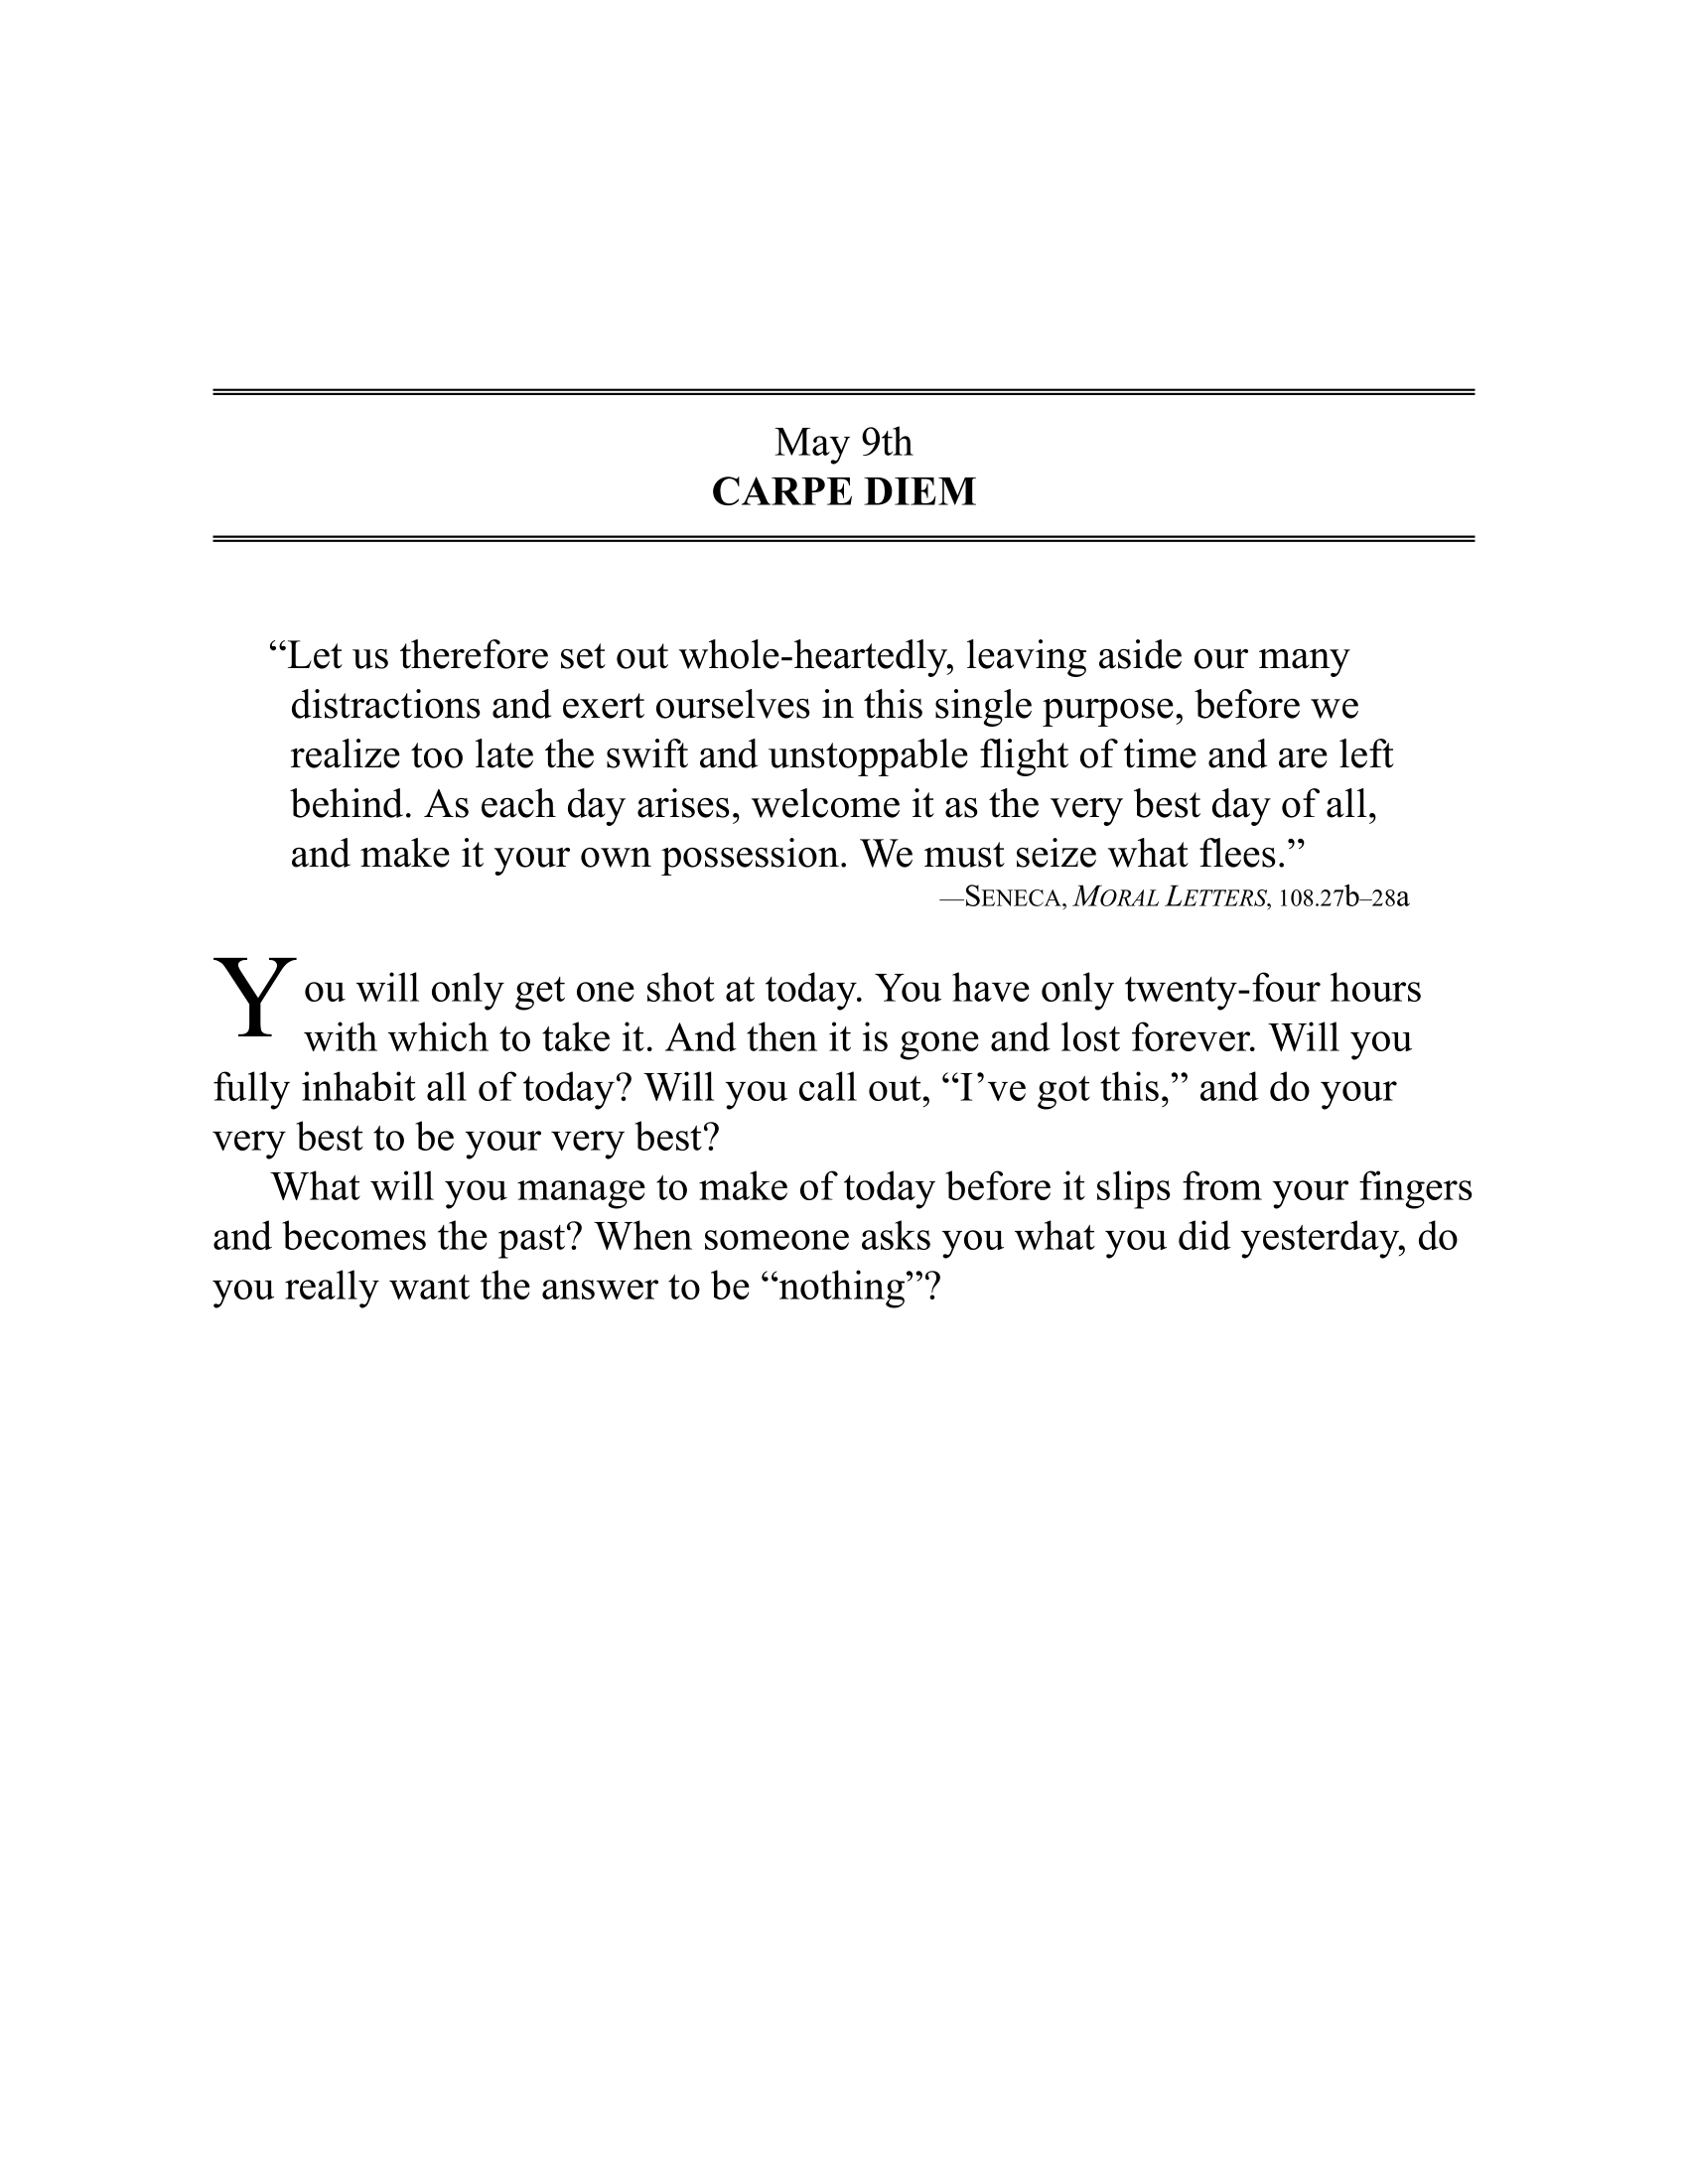 May 9th
CARPE DIEM
“Let us therefore set out whole-heartedly, leaving aside our many
distractions and exert ourselves in this single purpose, before we
realize too late the swift and unstoppable flight of time and are left
behind. As each day arises, welcome it as the very best day of all,
and make it your own possession. We must seize what flees.”
—SENECA, MORAL LETTERS, 108.27b–28a
You will only get one shot at today. You have only twenty-four hours
with which to take it. And then it is gone and lost forever. Will you
fully inhabit all of today? Will you call out, “I’ve got this,” and do your
very best to be your very best?
What will you manage to make of today before it slips from your fingers
and becomes the past? When someone asks you what you did yesterday, do
you really want the answer to be “nothing”?